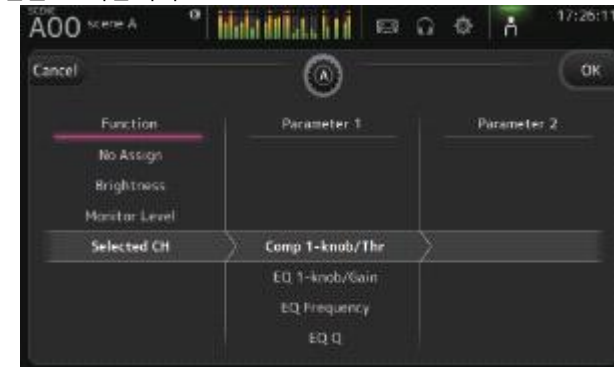 SCENE
A00 scene A
17:26:11
Cancel
A
OK
Function
Parameter 1
Parameter 2
No Assign
Brightness
Monitor Level
Selected CH
Comp 1-knob/Thr
EQ 1-knob/Gain
EQ Frequency
EQ Q